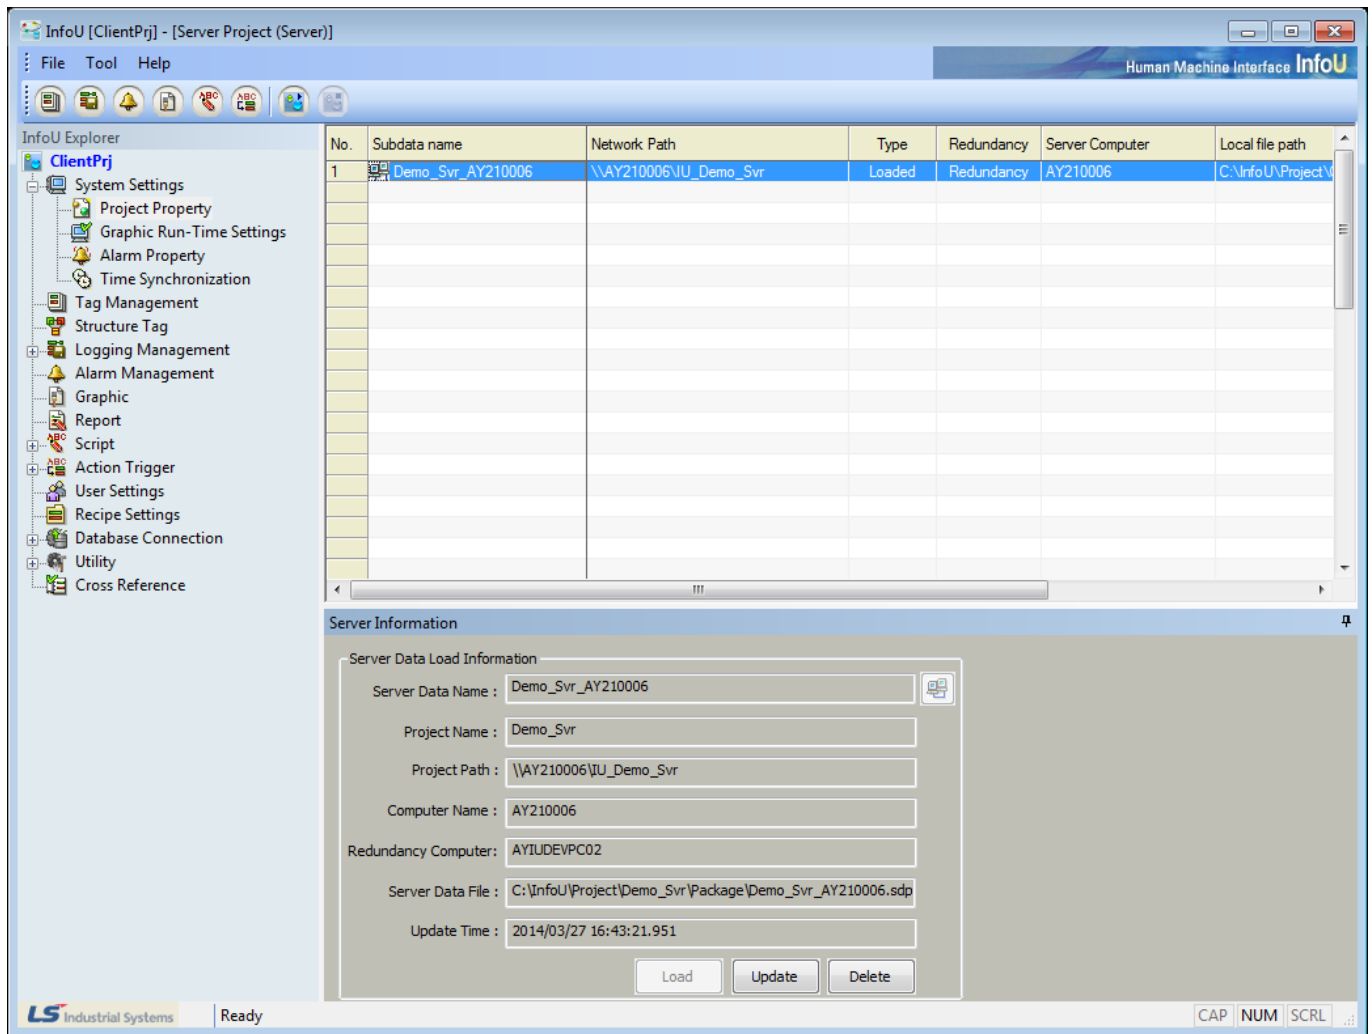 InfoU [ClientPrj] - [Server Project (Server)]
File Tool Help
Human Machine Interface InfoU
InfoU Explorer
ClientPrj
System Settings
Project Property
Graphic Run-Time Settings
Alarm Property
Time Synchronization
Tag Management
Structure Tag
Logging Management
Alarm Management
Graphic
Report
Script
Action Trigger
User Settings
Recipe Settings
Database Connection
Utility
Cross Reference
No. Subdata name Network Path Type Redundancy Server Computer Local file path
1 Demo_Svr_AY210006 \\AY210006\IU_Demo_Svr Loaded Redundancy AY210006 C:\InfoU\Project\
Server Information
Server Data Load Information
Server Data Name : Demo_Svr_AY210006
Project Name : Demo_Svr
Project Path : \\AY210006\IU_Demo_Svr
Computer Name : AY210006
Redundancy Computer: AYIUDEVPC02
Server Data File : C:\InfoU\Project\Demo_Svr\Package\Demo_Svr_AY210006.sdp
Update Time : 2014/03/27 16:43:21.951
Load Update Delete
LS Industrial Systems Ready CAP NUM SCRL